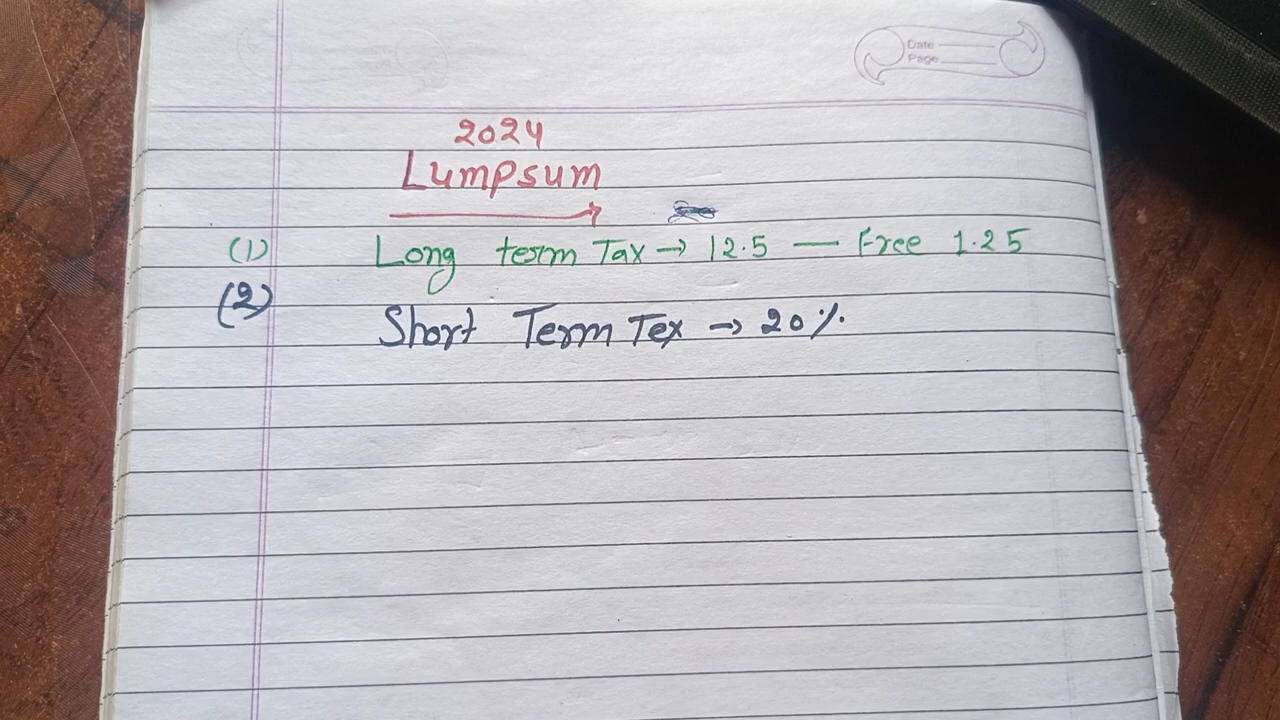 Date
Page
2024
Lumpsum
(1) Long term Tax → 12.5 — Free 1.25
(2) Short Term Tex → 20%